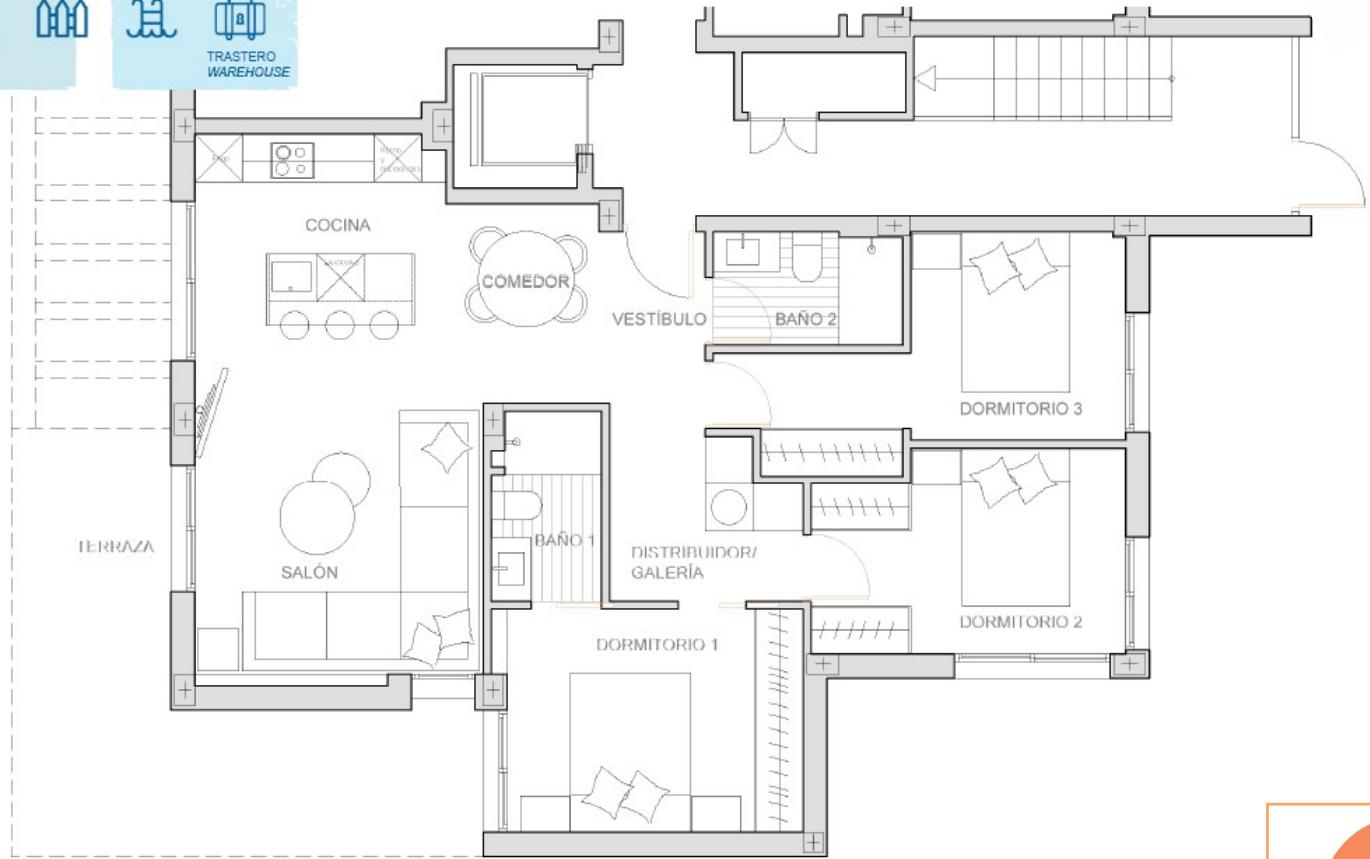 TRASTERO
WAREHOUSE
COCINA
COMEDOR
VESTÍBULO
BAÑO 2
DORMITORIO 3
TERRAZA
SALÓN
BAÑO 1
DISTRIBUIDOR/
GALERÍA
DORMITORIO 1
DORMITORIO 2